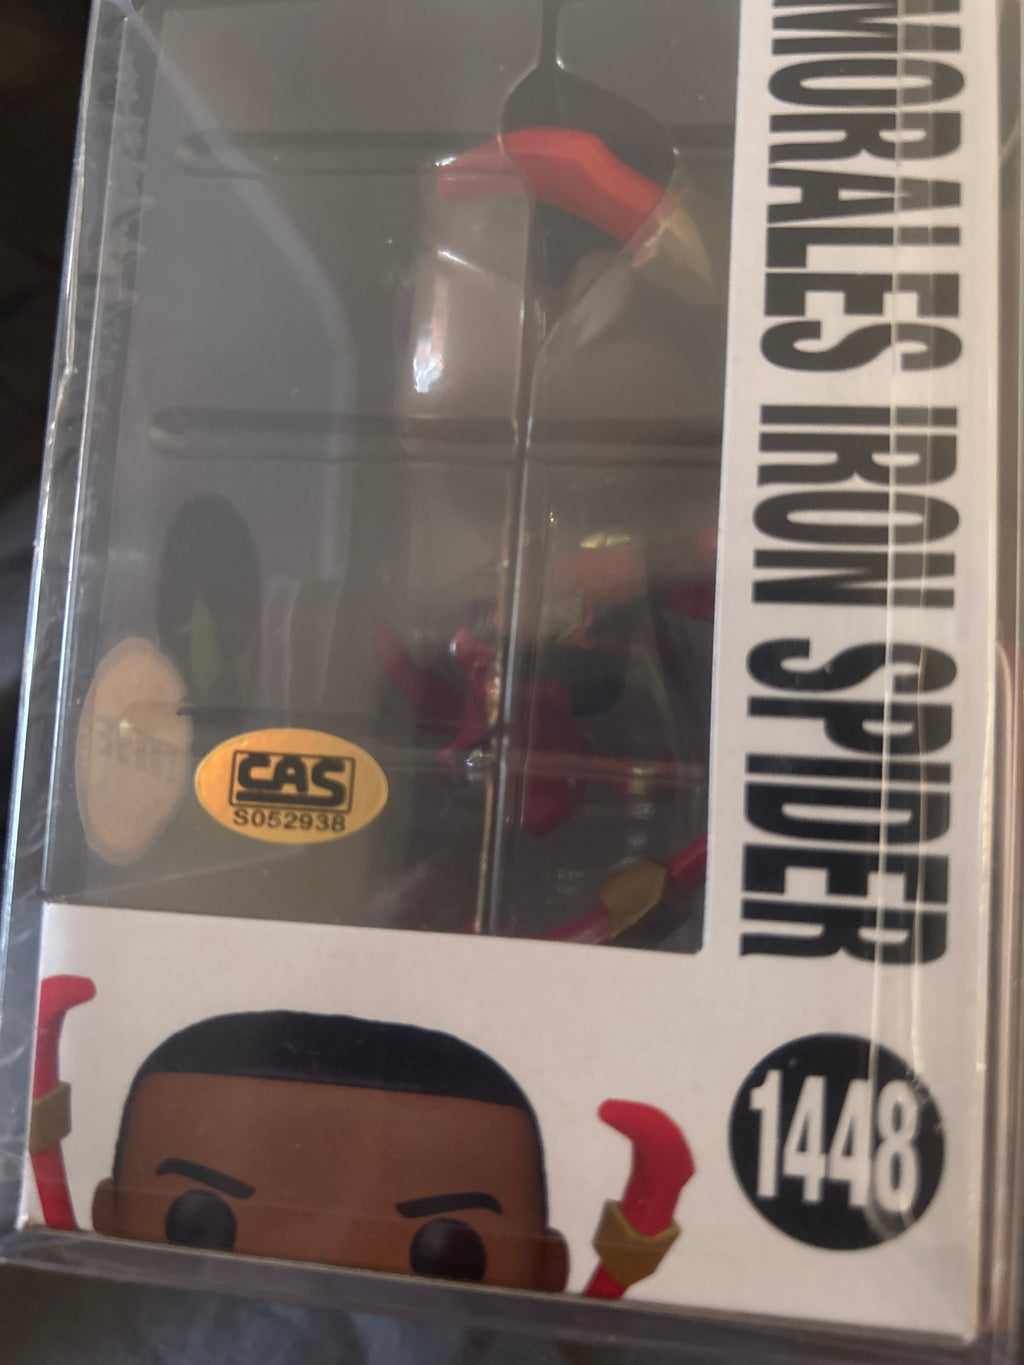 MORALES IRON SPIDER
CAS
S052938
1448